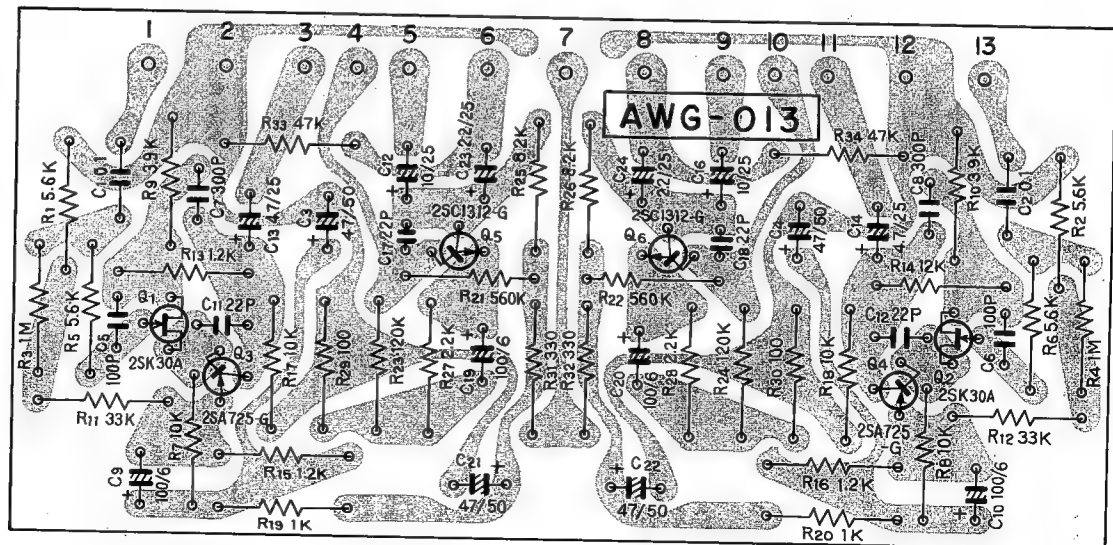 1 2 3 4 5 6 7 8 9 10 11 12 13
AWG-013
R33 47K
R34 47K
C1 0.1
R9 3.9K
C7 300P
C12 10/25
C23 22/25
R25 8.2K
R26 8.2K
C24 22/25
C16 10/25
C8 300P
R10 3.9K
C2 0.1
R1 5.6K
R2 5.6K
C13 47/25
C3 47/50
C17 22P
2SC1312-G
Q5
2SC1312-G
Q6
C18 22P
C4 47/50
C14 4.7/25
R13 1.2K
R14 12K
R21 560K
R22 560K
R3 1M
R5 5.6K
C5
100P
Q1
2SK30A
C11 22P
Q3
2SA725-G
R17 10K
R29 100
R23 120K
R27 2.2K
C19
100/6
R31 330
R32 330
C20
100/6
R28 2.2K
R24 120K
R30 100
R18 10K
C12 22P
Q4
2SA725
-G
Q2
2SK30A
100P
C6
R6 5.6K
R4 1M
R11 33K
R7 10K
R8 10K
R12 33K
C9
100/6
R15 1.2K
C21
47/50
C22
47/50
R16 1.2K
C10 100/6
R19 1K
R20 1K